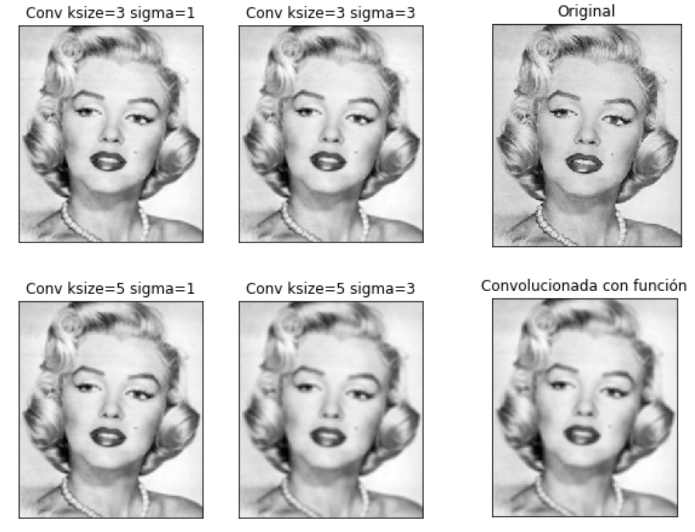 Conv ksize=3 sigma=1
Conv ksize=3 sigma=3
Original
Conv ksize=5 sigma=1
Conv ksize=5 sigma=3
Convolucionada con función